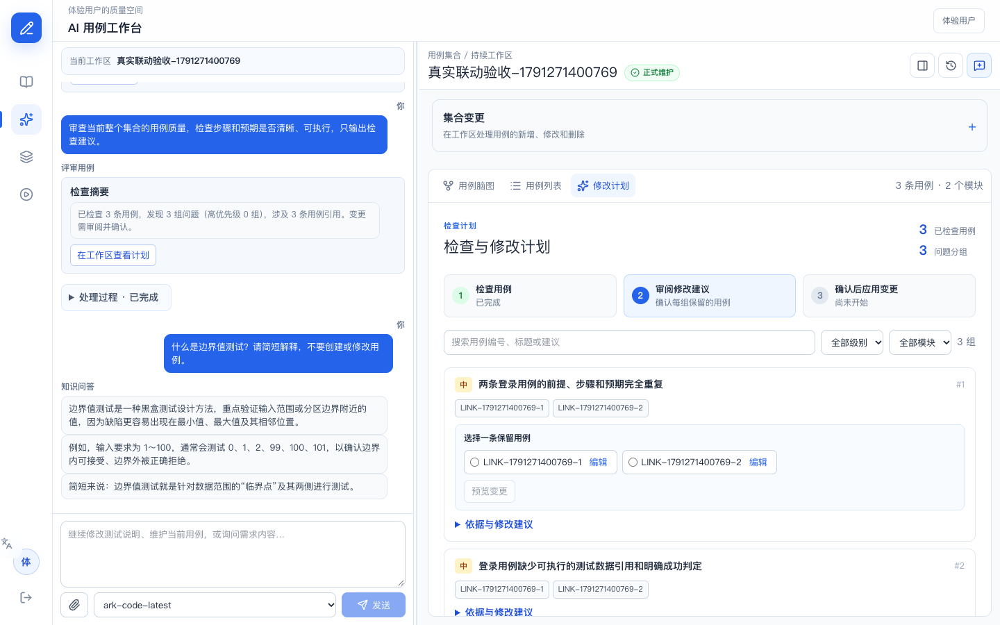 体验用户的质量空间
AI 用例工作台
体验用户
当前工作区 真实联动验收-1791271400769
你
审查当前整个集合的用例质量，检查步骤和预期是否清晰、可执行，只输出检
查建议。
评审用例
检查摘要
已检查 3 条用例，发现 3 组问题（高优先级 0 组），涉及 3 条用例引用。变更
需审阅并确认。
在工作区查看计划
▶ 处理过程 · 已完成
你
什么是边界值测试？请简短解释，不要创建或修改用
例。
知识问答
边界值测试是一种黑盒测试设计方法，重点验证输入范围或分区边界附近的
值，因为缺陷更容易出现在最小值、最大值及其相邻位置。
例如，输入要求为 1～100，通常会测试 0、1、2、99、100、101，以确认边界
内可接受、边界外被正确拒绝。
简短来说：边界值测试就是针对数据范围的“临界点”及其两侧进行测试。
继续修改测试说明、维护当前用例，或询问需求内容...
ark-code-latest
发送
体
用例集合 / 持续工作区
真实联动验收-1791271400769
正式维护
集合变更
在工作区处理用例的新增、修改和删除
+
用例脑图
用例列表
修改计划
3 条用例 · 2 个模块
检查计划
检查与修改计划
3 已检查用例
3 问题分组
1 检查用例
已完成
2 审阅修改建议
确认每组保留的用例
3 确认后应用变更
尚未开始
搜索用例编号、标题或建议
全部级别
全部模块
3 组
中 两条登录用例的前提、步骤和预期完全重复 #1
LINK-1791271400769-1 LINK-1791271400769-2
选择一条保留用例
LINK-1791271400769-1 编辑
LINK-1791271400769-2 编辑
预览变更
▶ 依据与修改建议
中 登录用例缺少可执行的测试数据引用和明确成功判定 #2
LINK-1791271400769-1 LINK-1791271400769-2
▶ 依据与修改建议